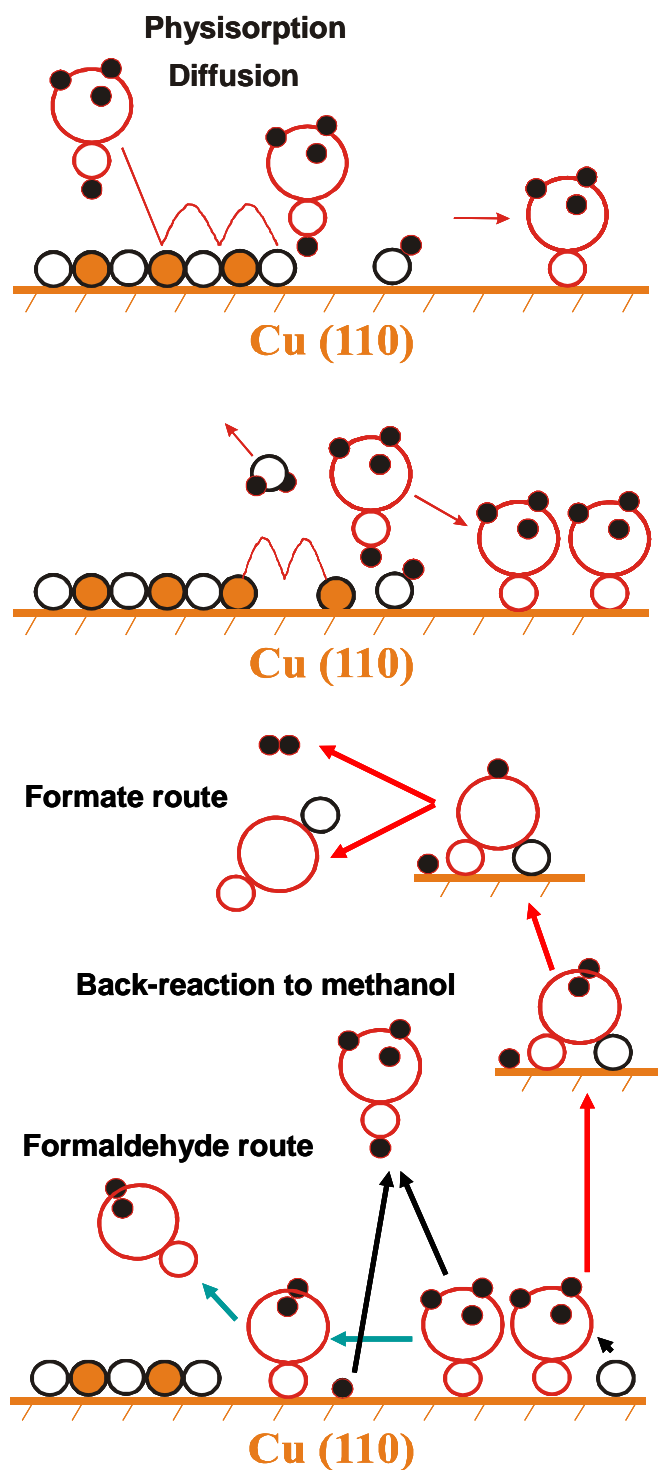 Physisorption
Diffusion
Cu (110)
Cu (110)
Formate route
Back-reaction to methanol
Formaldehyde route
Cu (110)